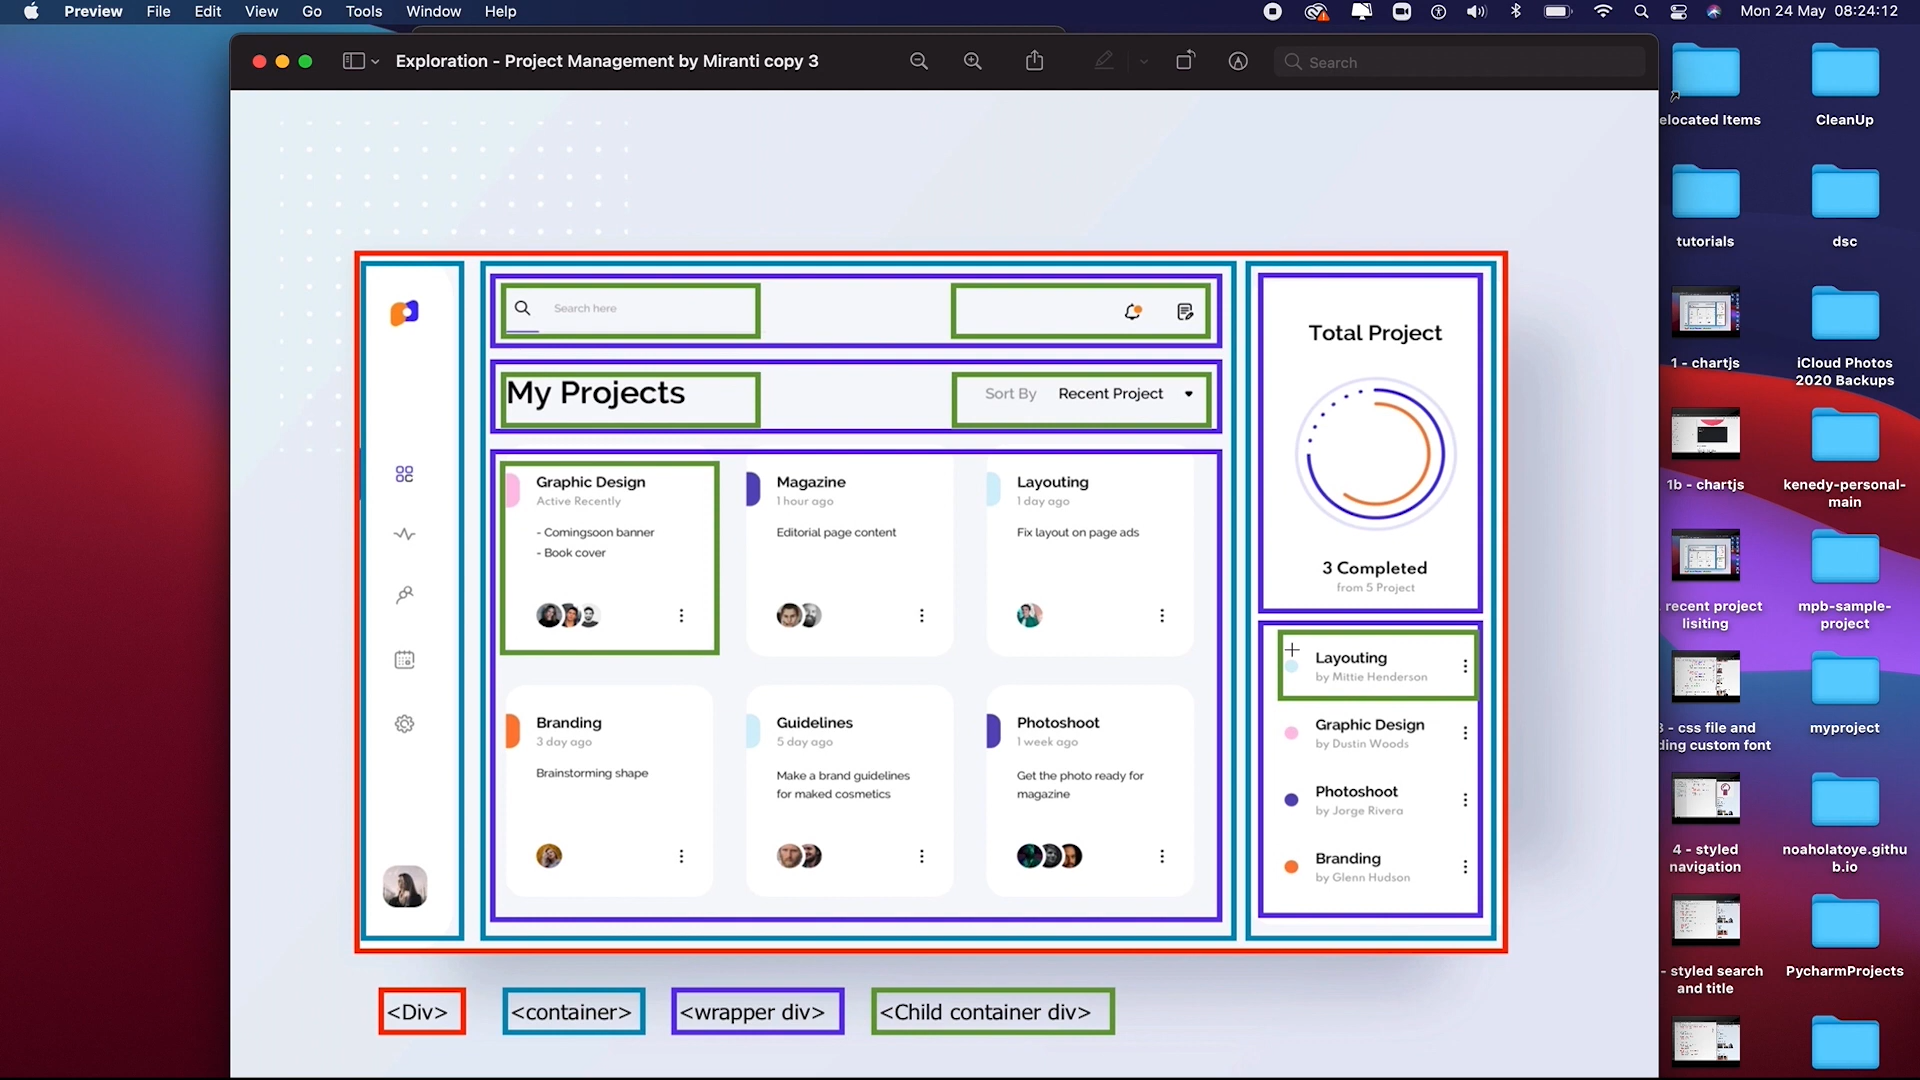 Preview File Edit View Go Tools Window Help
Mon 24 May 08:24:12
Exploration - Project Management by Miranti copy 3
Search
Search here
My Projects
Sort By Recent Project
Graphic Design
Active Recently
- Comingsoon banner
- Book cover
Magazine
1 hour ago
Editorial page content
Layouting
1 day ago
Fix layout on page ads
Branding
3 day ago
Brainstorming shape
Guidelines
5 day ago
Make a brand guidelines
for maked cosmetics
Photoshoot
1 week ago
Get the photo ready for
magazine
Total Project
3 Completed
from 5 Project
Layouting
by Mittie Henderson
Graphic Design
by Dustin Woods
Photoshoot
by Jorge Rivera
Branding
by Glenn Hudson
<Div>
<container>
<wrapper div>
<Child container div>
elocated Items
CleanUp
tutorials
dsc
1 - chartjs
iCloud Photos
2020 Backups
1b - chartjs
kenedy-personal-
main
recent project
lisiting
mpb-sample-
project
- css file and
ding custom font
myproject
4 - styled
navigation
noaholatoye.githu
b.io
- styled search
and title
PycharmProjects